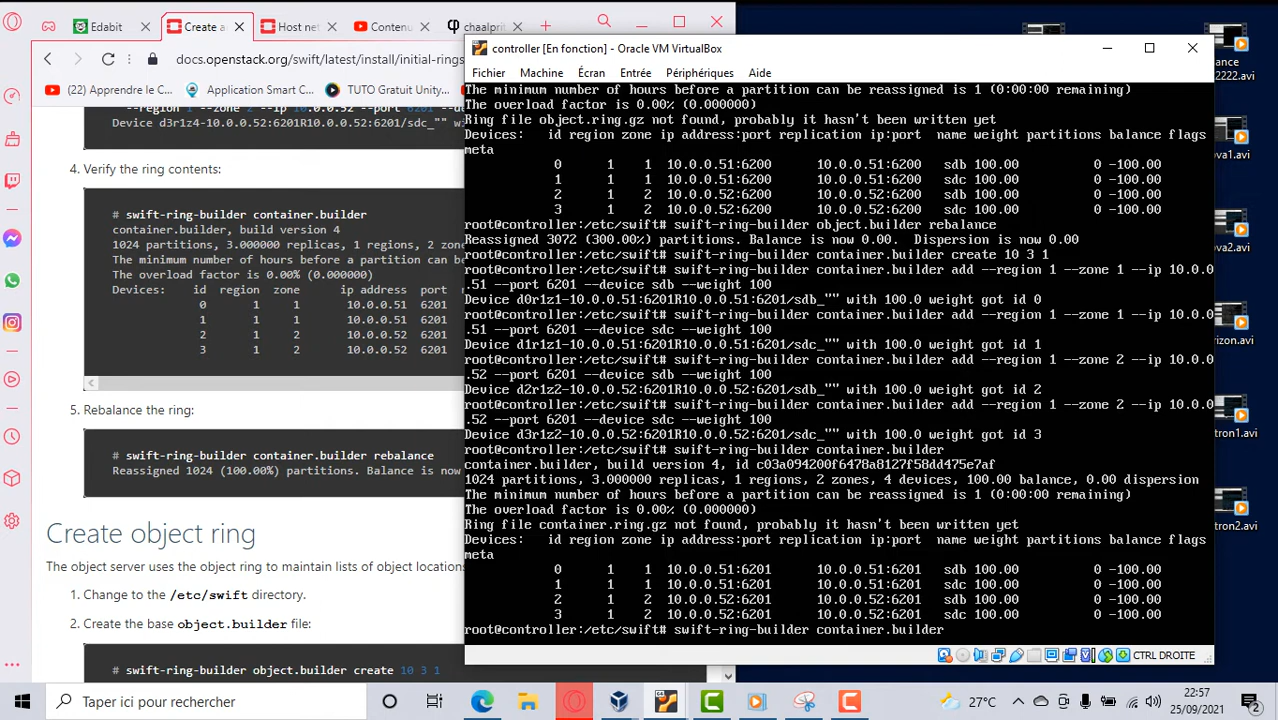 Edabit
Create a
Host net
Contenu
chaalprit
docs.openstack.org/swift/latest/install/initial-rings
(22) Apprendre le C...
Application Smart C...
TUTO Gratuit Unity...
--region 1 --zone 2 --ip 10.0.0.52 --port 6201 --de
Device d3r1z4-10.0.0.52:6201R10.0.0.52:6201/sdc_"" wi
4. Verify the ring contents:
# swift-ring-builder container.builder
container.builder, build version 4
1024 partitions, 3.000000 replicas, 1 regions, 2 zone
The minimum number of hours before a partition can be
The overload factor is 0.00% (0.000000)
Devices: id region zone ip address port r
0 1 1 10.0.0.51 6201
1 1 1 10.0.0.51 6201
2 1 2 10.0.0.52 6201
3 1 2 10.0.0.52 6201
5. Rebalance the ring:
# swift-ring-builder container.builder rebalance
Reassigned 1024 (100.00%) partitions. Balance is now
Create object ring
The object server uses the object ring to maintain lists of object locations
1. Change to the /etc/swift directory.
2. Create the base object.builder file:
# swift-ring-builder object.builder create 10 3 1
controller [En fonction] - Oracle VM VirtualBox
Fichier Machine Écran Entrée Périphériques Aide
The minimum number of hours before a partition can be reassigned is 1 (0:00:00 remaining)
The overload factor is 0.00% (0.000000)
Ring file object.ring.gz not found, probably it hasn't been written yet
Devices: id region zone ip address:port replication ip:port name weight partitions balance flags
meta
0 1 1 10.0.0.51:6200 10.0.0.51:6200 sdb 100.00 0 -100.00
1 1 1 10.0.0.51:6200 10.0.0.51:6200 sdc 100.00 0 -100.00
2 1 2 10.0.0.52:6200 10.0.0.52:6200 sdb 100.00 0 -100.00
3 1 2 10.0.0.52:6200 10.0.0.52:6200 sdc 100.00 0 -100.00
root@controller:/etc/swift# swift-ring-builder object.builder rebalance
Reassigned 3072 (300.00%) partitions. Balance is now 0.00. Dispersion is now 0.00
root@controller:/etc/swift# swift-ring-builder container.builder create 10 3 1
root@controller:/etc/swift# swift-ring-builder container.builder add --region 1 --zone 1 --ip 10.0.0
.51 --port 6201 --device sdb --weight 100
Device d0r1z1-10.0.0.51:6201R10.0.0.51:6201/sdb_"" with 100.0 weight got id 0
root@controller:/etc/swift# swift-ring-builder container.builder add --region 1 --zone 1 --ip 10.0.0
.51 --port 6201 --device sdc --weight 100
Device d1r1z1-10.0.0.51:6201R10.0.0.51:6201/sdc_"" with 100.0 weight got id 1
root@controller:/etc/swift# swift-ring-builder container.builder add --region 1 --zone 2 --ip 10.0.0
.52 --port 6201 --device sdb --weight 100
Device d2r1z2-10.0.0.52:6201R10.0.0.52:6201/sdb_"" with 100.0 weight got id 2
root@controller:/etc/swift# swift-ring-builder container.builder add --region 1 --zone 2 --ip 10.0.0
.52 --port 6201 --device sdc --weight 100
Device d3r1z2-10.0.0.52:6201R10.0.0.52:6201/sdc_"" with 100.0 weight got id 3
root@controller:/etc/swift# swift-ring-builder container.builder
container.builder, build version 4, id c03a094200f6478a8127f58dd475e7af
1024 partitions, 3.000000 replicas, 1 regions, 2 zones, 4 devices, 100.00 balance, 0.00 dispersion
The minimum number of hours before a partition can be reassigned is 1 (0:00:00 remaining)
The overload factor is 0.00% (0.000000)
Ring file container.ring.gz not found, probably it hasn't been written yet
Devices: id region zone ip address:port replication ip:port name weight partitions balance flags
meta
0 1 1 10.0.0.51:6201 10.0.0.51:6201 sdb 100.00 0 -100.00
1 1 1 10.0.0.51:6201 10.0.0.51:6201 sdc 100.00 0 -100.00
2 1 2 10.0.0.52:6201 10.0.0.52:6201 sdb 100.00 0 -100.00
3 1 2 10.0.0.52:6201 10.0.0.52:6201 sdc 100.00 0 -100.00
root@controller:/etc/swift# swift-ring-builder container.builder
CTRL DROITE
ance
2222.avi
ova1.avi
ova2.avi
rizon.avi
tron1.avi
tron2.avi
Taper ici pour rechercher
27°C
22:57
25/09/2021
2